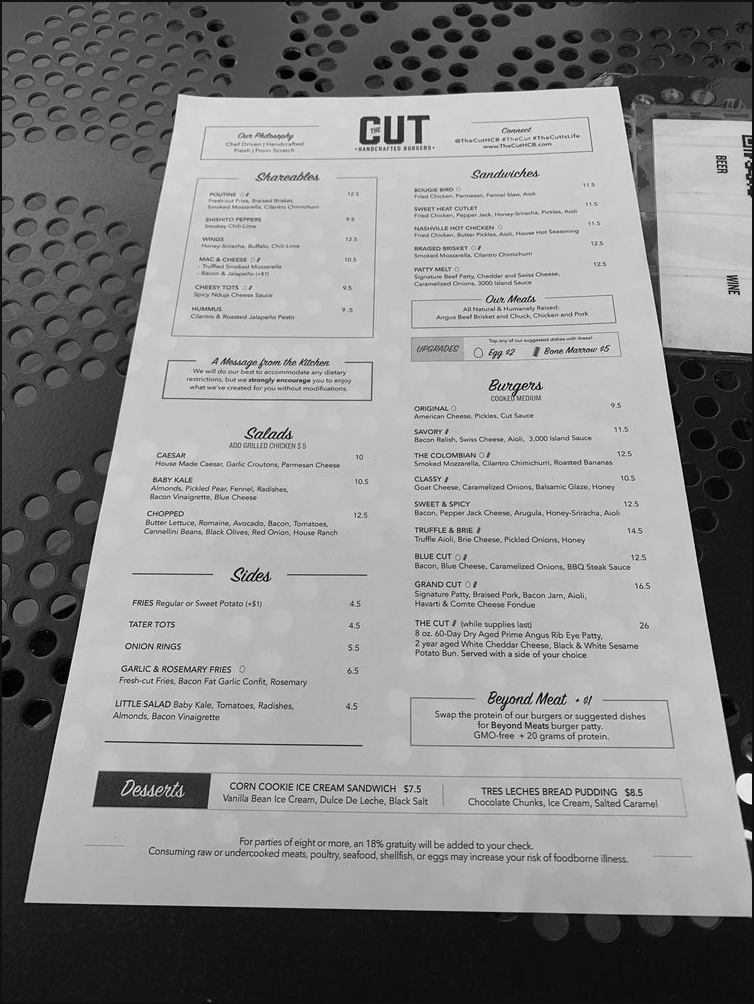 Our Philosophy
Chef Driven | Handcrafted
Fresh | From Scratch
THE CUT
•HANDCRAFTED BURGERS•
Connect
@TheCutHCB #TheCut #TheCutIsLife
www.TheCutHCB.com
Shareables
POUTINE 12.5
Fresh-cut Fries, Braised Brisket,
Smoked Mozzarella, Cilantro Chimichurri
SHISHITO PEPPERS 9.5
Smokey Chili-Lime
WINGS 12.5
Honey-Sriracha, Buffalo, Chili-Lime
MAC & CHEESE 10.5
- Truffled Smoked Mozzarella
- Bacon & Jalapeño (+$1)
CHEESY TOTS 9.5
Spicy Nduja Cheese Sauce
HUMMUS 9.5
Cilantro & Roasted Jalapeño Pesto
A Message from the Kitchen
We will do our best to accommodate any dietary
restrictions, but we strongly encourage you to enjoy
what we've created for you without modifications.
Salads
ADD GRILLED CHICKEN $ 5
CAESAR 10
House Made Caesar, Garlic Croutons, Parmesan Cheese
BABY KALE 10.5
Almonds, Pickled Pear, Fennel, Radishes,
Bacon Vinaigrette, Blue Cheese
CHOPPED 12.5
Butter Lettuce, Romaine, Avocado, Bacon, Tomatoes,
Cannellini Beans, Black Olives, Red Onion, House Ranch
Sides
FRIES Regular or Sweet Potato (+$1) 4.5
TATER TOTS 4.5
ONION RINGS 5.5
GARLIC & ROSEMARY FRIES 6.5
Fresh-cut Fries, Bacon Fat Garlic Confit, Rosemary
LITTLE SALAD Baby Kale, Tomatoes, Radishes, 4.5
Almonds, Bacon Vinaigrette
Sandwiches
BOUGIE BIRD 11.5
Fried Chicken, Parmesan, Fennel Slaw, Aioli
SWEET HEAT CUTLET 11.5
Fried Chicken, Pepper Jack, Honey-Sriracha, Pickles, Aioli
NASHVILLE HOT CHICKEN 11.5
Fried Chicken, Butter Pickles, Aioli, House Hot Seasoning
BRAISED BRISKET 12.5
Smoked Mozzarella, Cilantro Chimichurri
PATTY MELT 12.5
Signature Beef Patty, Cheddar and Swiss Cheese,
Caramelized Onions, 3000 Island Sauce
Our Meats
All Natural & Humanely Raised:
Angus Beef Brisket and Chuck, Chicken and Pork
UPGRADES
Top any of our suggested dishes with these!
Egg $2 Bone Marrow $5
Burgers
COOKED MEDIUM
ORIGINAL 9.5
American Cheese, Pickles, Cut Sauce
SAVORY 11.5
Bacon Relish, Swiss Cheese, Aioli, 3,000 Island Sauce
THE COLOMBIAN 12.5
Smoked Mozzarella, Cilantro Chimichurri, Roasted Bananas
CLASSY 10.5
Goat Cheese, Caramelized Onions, Balsamic Glaze, Honey
SWEET & SPICY 12.5
Bacon, Pepper Jack Cheese, Arugula, Honey-Sriracha, Aioli
TRUFFLE & BRIE 14.5
Truffle Aioli, Brie Cheese, Pickled Onions, Honey
BLUE CUT 12.5
Bacon, Blue Cheese, Caramelized Onions, BBQ Steak Sauce
GRAND CUT 16.5
Signature Patty, Braised Pork, Bacon Jam, Aioli,
Havarti & Comte Cheese Fondue
THE CUT (while supplies last) 26
8 oz. 60-Day Dry Aged Prime Angus Rib Eye Patty,
2 year aged White Cheddar Cheese, Black & White Sesame
Potato Bun. Served with a side of your choice
Beyond Meat + $1
Swap the protein of our burgers or suggested dishes
for Beyond Meats burger patty.
GMO-free + 20 grams of protein.
Desserts
CORN COOKIE ICE CREAM SANDWICH $7.5
Vanilla Bean Ice Cream, Dulce De Leche, Black Salt
TRES LECHES BREAD PUDDING $8.5
Chocolate Chunks, Ice Cream, Salted Caramel
For parties of eight or more, an 18% gratuity will be added to your check.
Consuming raw or undercooked meats, poultry, seafood, shellfish, or eggs may increase your risk of foodborne illness.
BEER
WINE